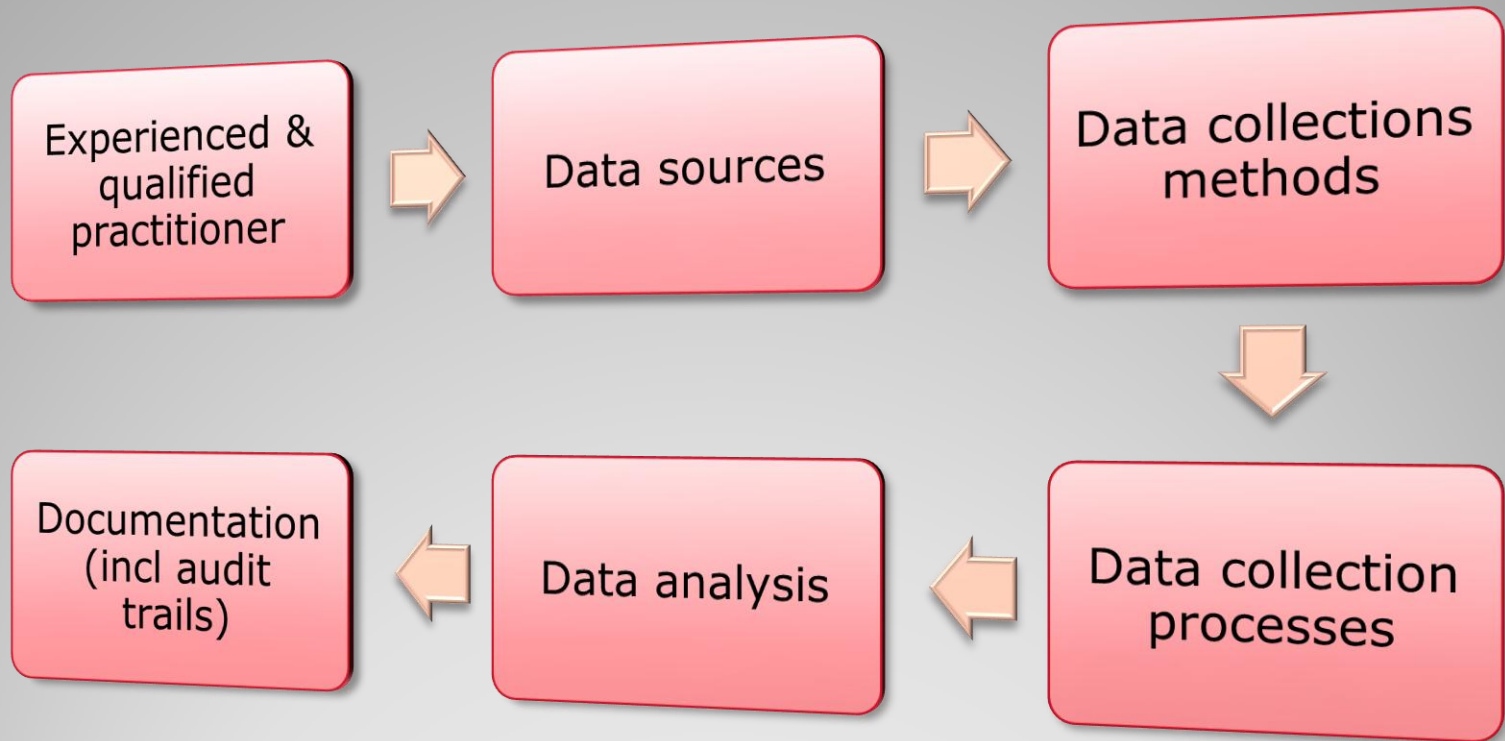 Experienced &
qualified
practitioner
Data sources
Data collections
methods
Data collection
processes
Data analysis
Documentation
(incl audit
trails)